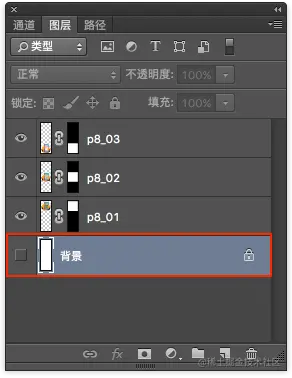 通道 图层 路径
类型
正常 不透明度: 100%
锁定: 填充: 100%
p8_03
p8_02
p8_01
背景
fx
@稀土掘金技术社区